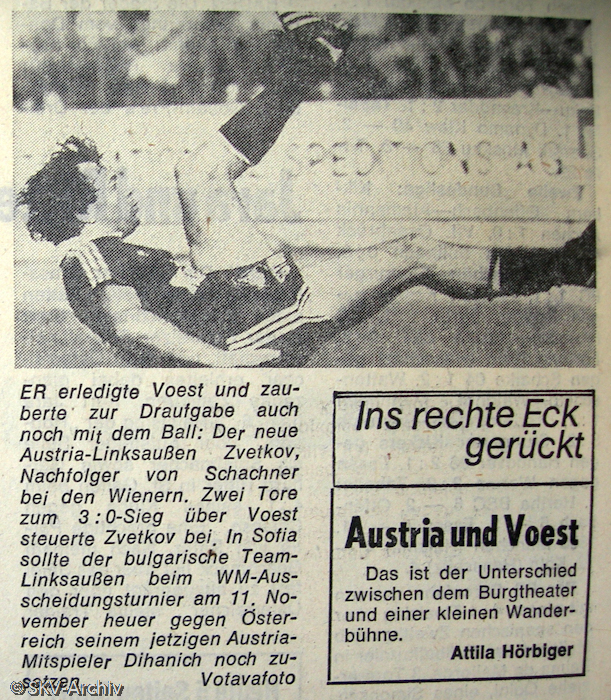 ER erledigte Voest und zau-
berte zur Draufgabe auch
noch mit dem Ball: Der neue
Austria-Linksaußen Zvetkov,
Nachfolger von Schachner
bei den Wienern. Zwei Tore
zum 3:0-Sieg über Voest
steuerte Zvetkov bei. In Sofia
sollte der bulgarische Team-
Linksaußen beim WM-Aus-
scheidungsturnier am 11. No-
vember heuer gegen Öster-
reich seinem jetzigen Austria-
Mitspieler Dihanich noch zu-
setzen Votavafoto
© SKV-Archiv
Ins rechte Eck
gerückt
Austria und Voest
Das ist der Unterschied
zwischen dem Burgtheater
und einer kleinen Wander-
bühne.
Attila Hörbiger